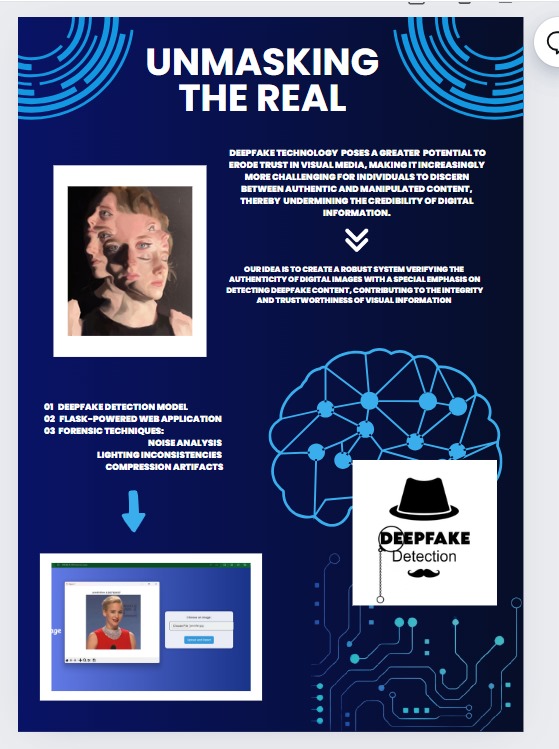 UNMASKING
THE REAL
DEEPFAKE TECHNOLOGY POSES A GREATER POTENTIAL TO
ERODE TRUST IN VISUAL MEDIA, MAKING IT INCREASINGLY
MORE CHALLENGING FOR INDIVIDUALS TO DISCERN
BETWEEN AUTHENTIC AND MANIPULATED CONTENT,
THEREBY UNDERMINING THE CREDIBILITY OF DIGITAL
INFORMATION.
OUR IDEA IS TO CREATE A ROBUST SYSTEM VERIFYING THE
AUTHENTICITY OF DIGITAL IMAGES WITH A SPECIAL EMPHASIS ON
DETECTING DEEPFAKE CONTENT, CONTRIBUTING TO THE INTEGRITY
AND TRUSTWORTHINESS OF VISUAL INFORMATION
01 DEEPFAKE DETECTION MODEL
02 FLASK-POWERED WEB APPLICATION
03 FORENSIC TECHNIQUES:
NOISE ANALYSIS
LIGHTING INCONSISTENCIES
COMPRESSION ARTIFACTS
DEEPFAKE
Detection
age
Choose an image: